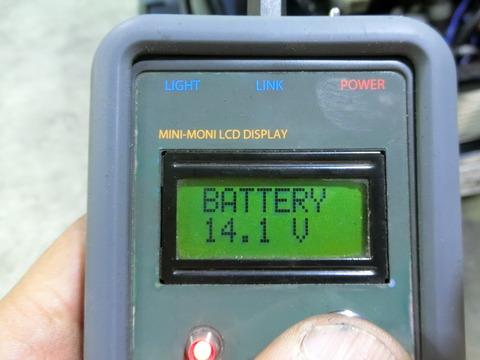 LIGHT LINK POWER
MINI-MONI LCD DISPLAY
BATTERY
14.1 V